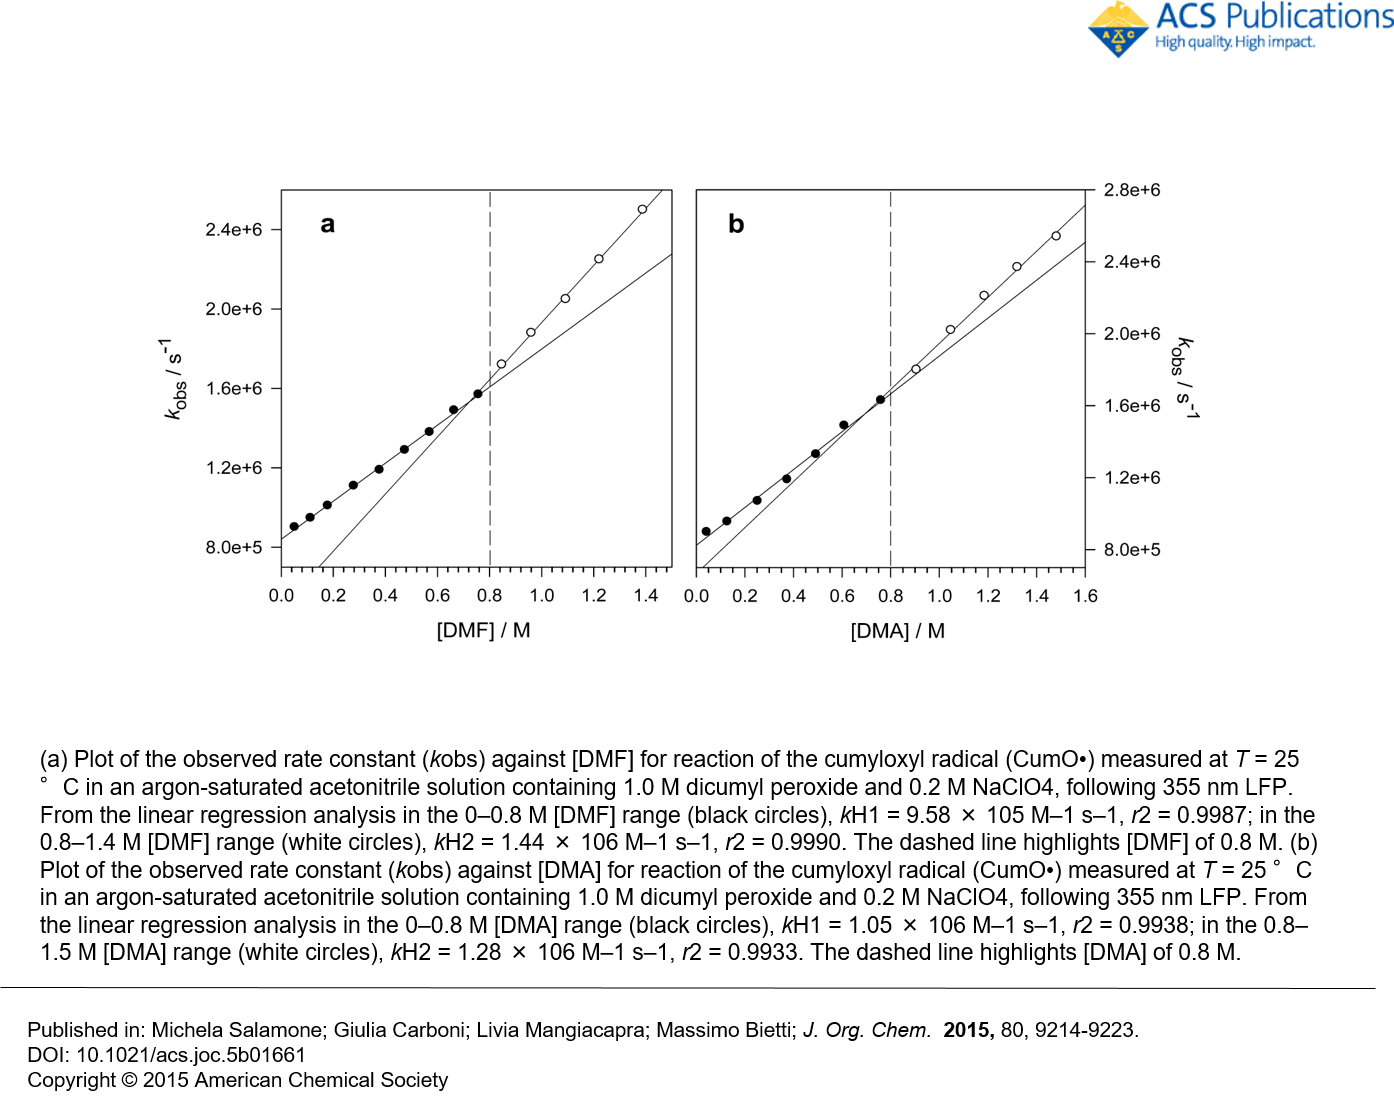 ACS Publications
High quality. High impact.
A C S
a
b
2.4e+6
2.0e+6
1.6e+6
1.2e+6
8.0e+5
kobs / s-1
0.0 0.2 0.4 0.6 0.8 1.0 1.2 1.4
[DMF] / M
2.8e+6
2.4e+6
2.0e+6
1.6e+6
1.2e+6
8.0e+5
kobs / s-1
0.0 0.2 0.4 0.6 0.8 1.0 1.2 1.4 1.6
[DMA] / M
(a) Plot of the observed rate constant (kobs) against [DMF] for reaction of the cumyloxyl radical (CumO•) measured at T = 25
° C in an argon-saturated acetonitrile solution containing 1.0 M dicumyl peroxide and 0.2 M NaClO4, following 355 nm LFP.
From the linear regression analysis in the 0–0.8 M [DMF] range (black circles), kH1 = 9.58 × 105 M–1 s–1, r2 = 0.9987; in the
0.8–1.4 M [DMF] range (white circles), kH2 = 1.44 × 106 M–1 s–1, r2 = 0.9990. The dashed line highlights [DMF] of 0.8 M. (b)
Plot of the observed rate constant (kobs) against [DMA] for reaction of the cumyloxyl radical (CumO•) measured at T = 25 ° C
in an argon-saturated acetonitrile solution containing 1.0 M dicumyl peroxide and 0.2 M NaClO4, following 355 nm LFP. From
the linear regression analysis in the 0–0.8 M [DMA] range (black circles), kH1 = 1.05 × 106 M–1 s–1, r2 = 0.9938; in the 0.8–
1.5 M [DMA] range (white circles), kH2 = 1.28 × 106 M–1 s–1, r2 = 0.9933. The dashed line highlights [DMA] of 0.8 M.
Published in: Michela Salamone; Giulia Carboni; Livia Mangiacapra; Massimo Bietti; J. Org. Chem. 2015, 80, 9214-9223.
DOI: 10.1021/acs.joc.5b01661
Copyright © 2015 American Chemical Society